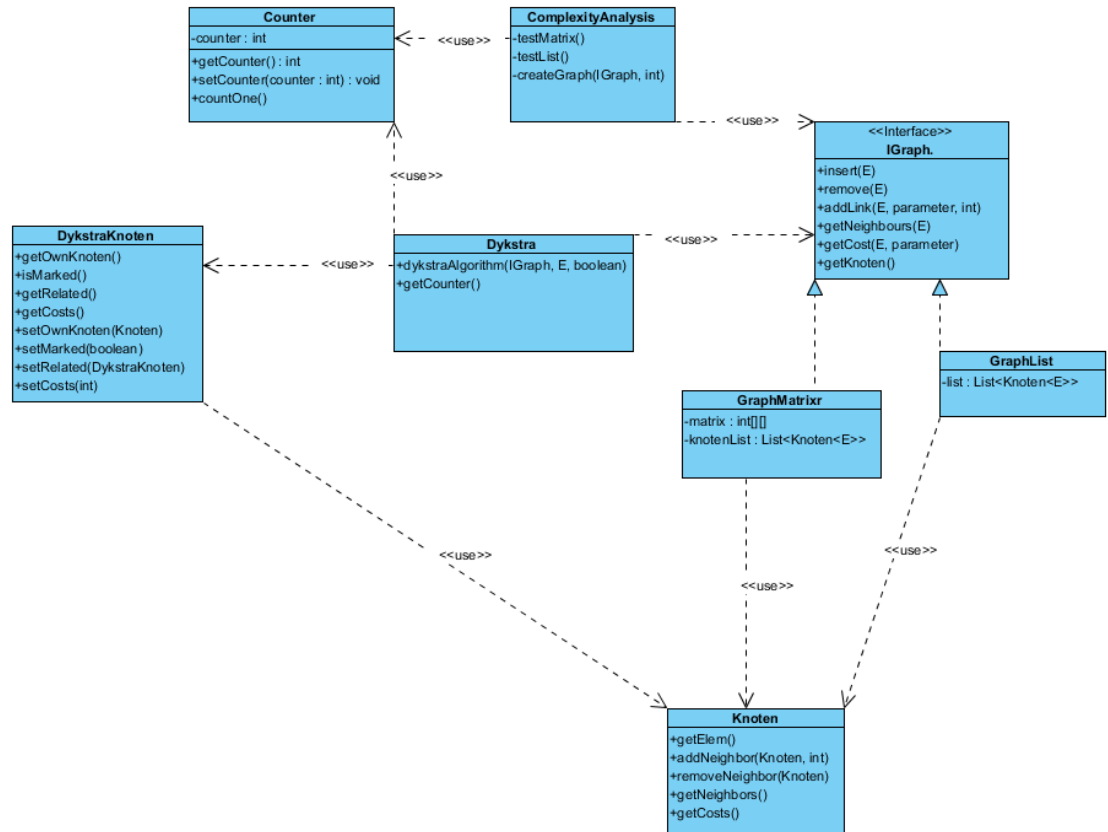 Counter
-counter : int
+getCounter() : int
+setCounter(counter : int) : void
+countOne()
<<use>>
ComplexityAnalysis
-testMatrix()
-testList()
-createGraph(IGraph, int)
<<use>>
<<Interface>>
IGraph.
+insert(E)
+remove(E)
+addLink(E, parameter, int)
+getNeighbours(E)
+getCost(E, parameter)
+getKnoten()
<<use>>
DykstraKnoten
+getOwnKnoten()
+isMarked()
+getRelated()
+getCosts()
+setOwnKnoten(Knoten)
+setMarked(boolean)
+setRelated(DykstraKnoten)
+setCosts(int)
<<use>>
Dykstra
+dykstraAlgorithm(IGraph, E, boolean)
+getCounter()
<<use>>
GraphMatrixr
-matrix : int[][]
-knotenList : List<Knoten<E>>
GraphList
-list : List<Knoten<E>>
<<use>>
<<use>>
<<use>>
Knoten
+getElem()
+addNeighbor(Knoten, int)
+removeNeighbor(Knoten)
+getNeighbors()
+getCosts()